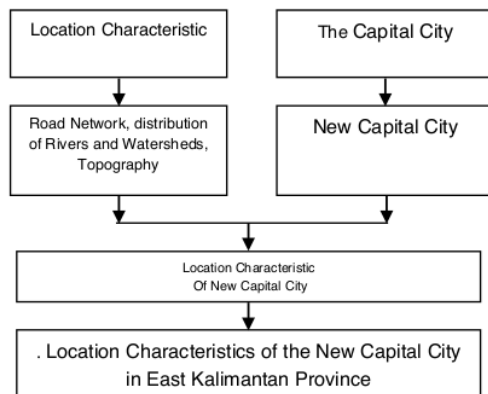 Location Characteristic
The Capital City
Road Network, distribution
of Rivers and Watersheds,
Topography
New Capital City
Location Characteristic
Of New Capital City
. Location Characteristics of the New Capital City
in East Kalimantan Province